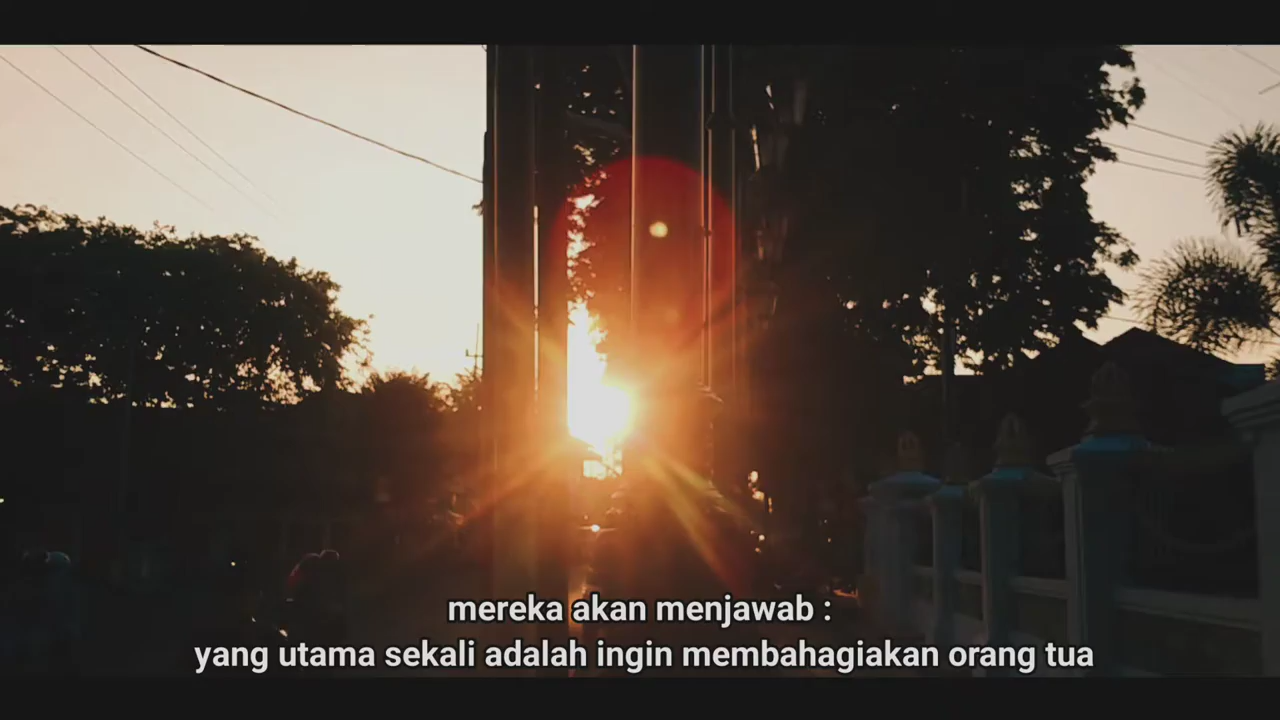 mereka akan menjawab :
yang utama sekali adalah ingin membahagiakan orang tua